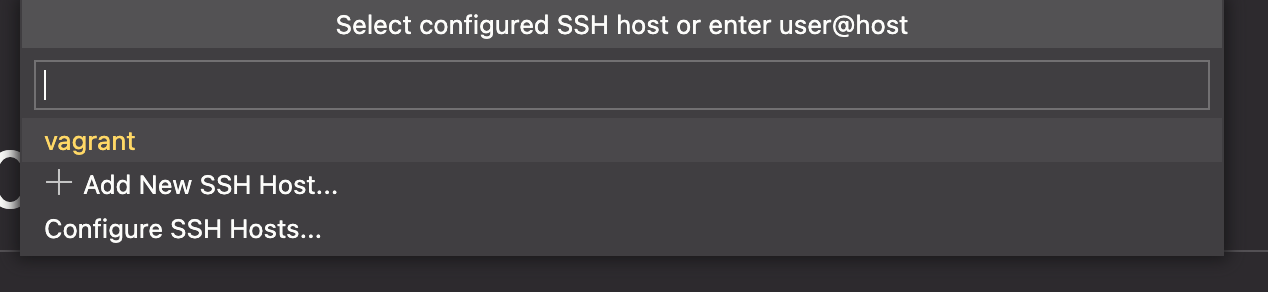 Select configured SSH host or enter user@host
vagrant
+ Add New SSH Host...
Configure SSH Hosts...